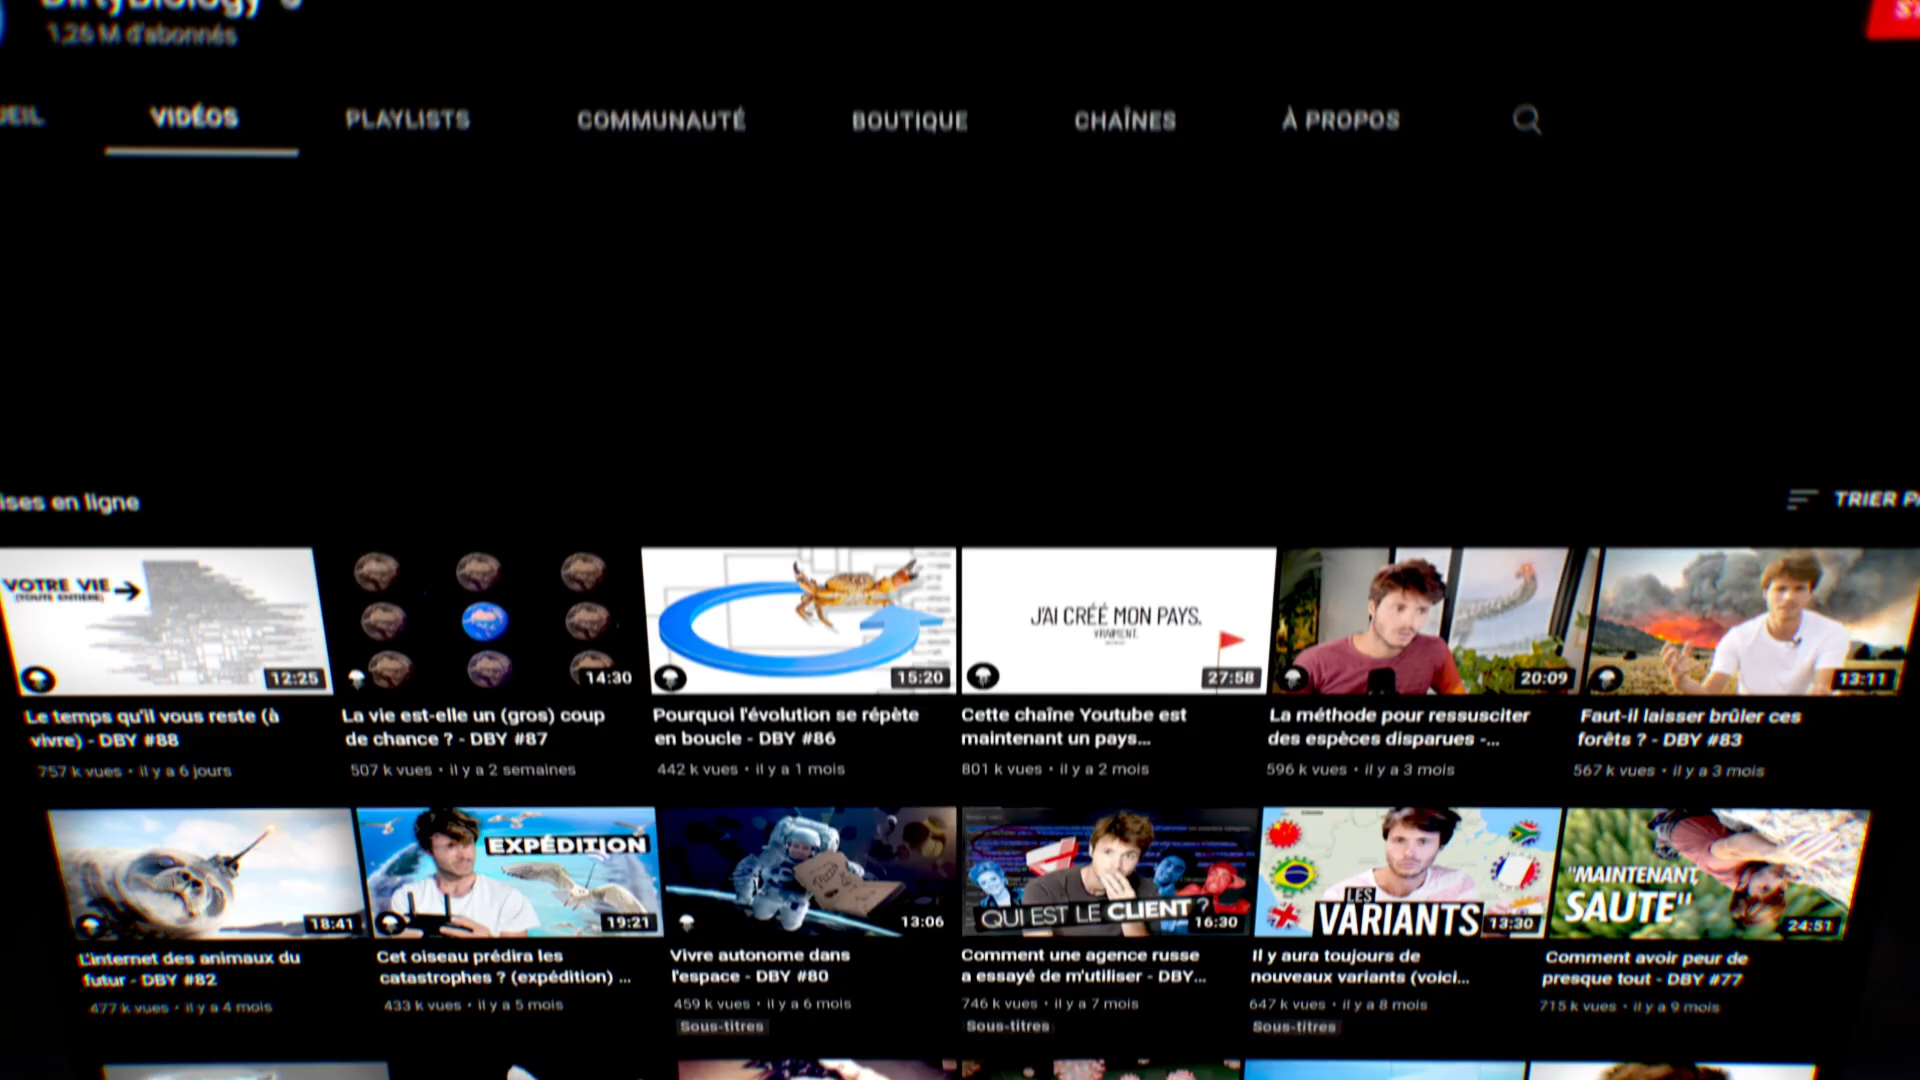 DirtyBiology
1,26 M d'abonnés
UEIL VIDÉOS PLAYLISTS COMMUNAUTÉ BOUTIQUE CHAÎNES À PROPOS
ises en ligne
TRIER PA
VOTRE VIE
(TOUTE ENTIÈRE)
12:25
14:30
15:20
J'AI CRÉÉ MON PAYS.
VRAIMENT.
27:58
20:09
13:11
Le temps qu'il vous reste (à
vivre) - DBY #88
757 k vues • il y a 6 jours
La vie est-elle un (gros) coup
de chance ? - DBY #87
507 k vues • il y a 2 semaines
Pourquoi l'évolution se répète
en boucle - DBY #86
442 k vues • il y a 1 mois
Cette chaîne Youtube est
maintenant un pays...
801 k vues • il y a 2 mois
La méthode pour ressusciter
des espèces disparues -...
596 k vues • il y a 3 mois
Faut-il laisser brûler ces
forêts ? - DBY #83
567 k vues • il y a 3 mois
18:41
EXPÉDITION
19:21
PIZZA
13:06
QUI EST LE CLIENT ?
16:30
LES
VARIANTS
13:30
"MAINTENANT,
SAUTE"
24:51
L'internet des animaux du
futur - DBY #82
477 k vues • il y a 4 mois
Cet oiseau prédira les
catastrophes ? (expédition) ...
433 k vues • il y a 5 mois
Vivre autonome dans
l'espace - DBY #80
459 k vues • il y a 6 mois
Sous-titres
Comment une agence russe
a essayé de m'utiliser - DBY...
746 k vues • il y a 7 mois
Sous-titres
Il y aura toujours de
nouveaux variants (voici...
647 k vues • il y a 8 mois
Sous-titres
Comment avoir peur de
presque tout - DBY #77
715 k vues • il y a 9 mois